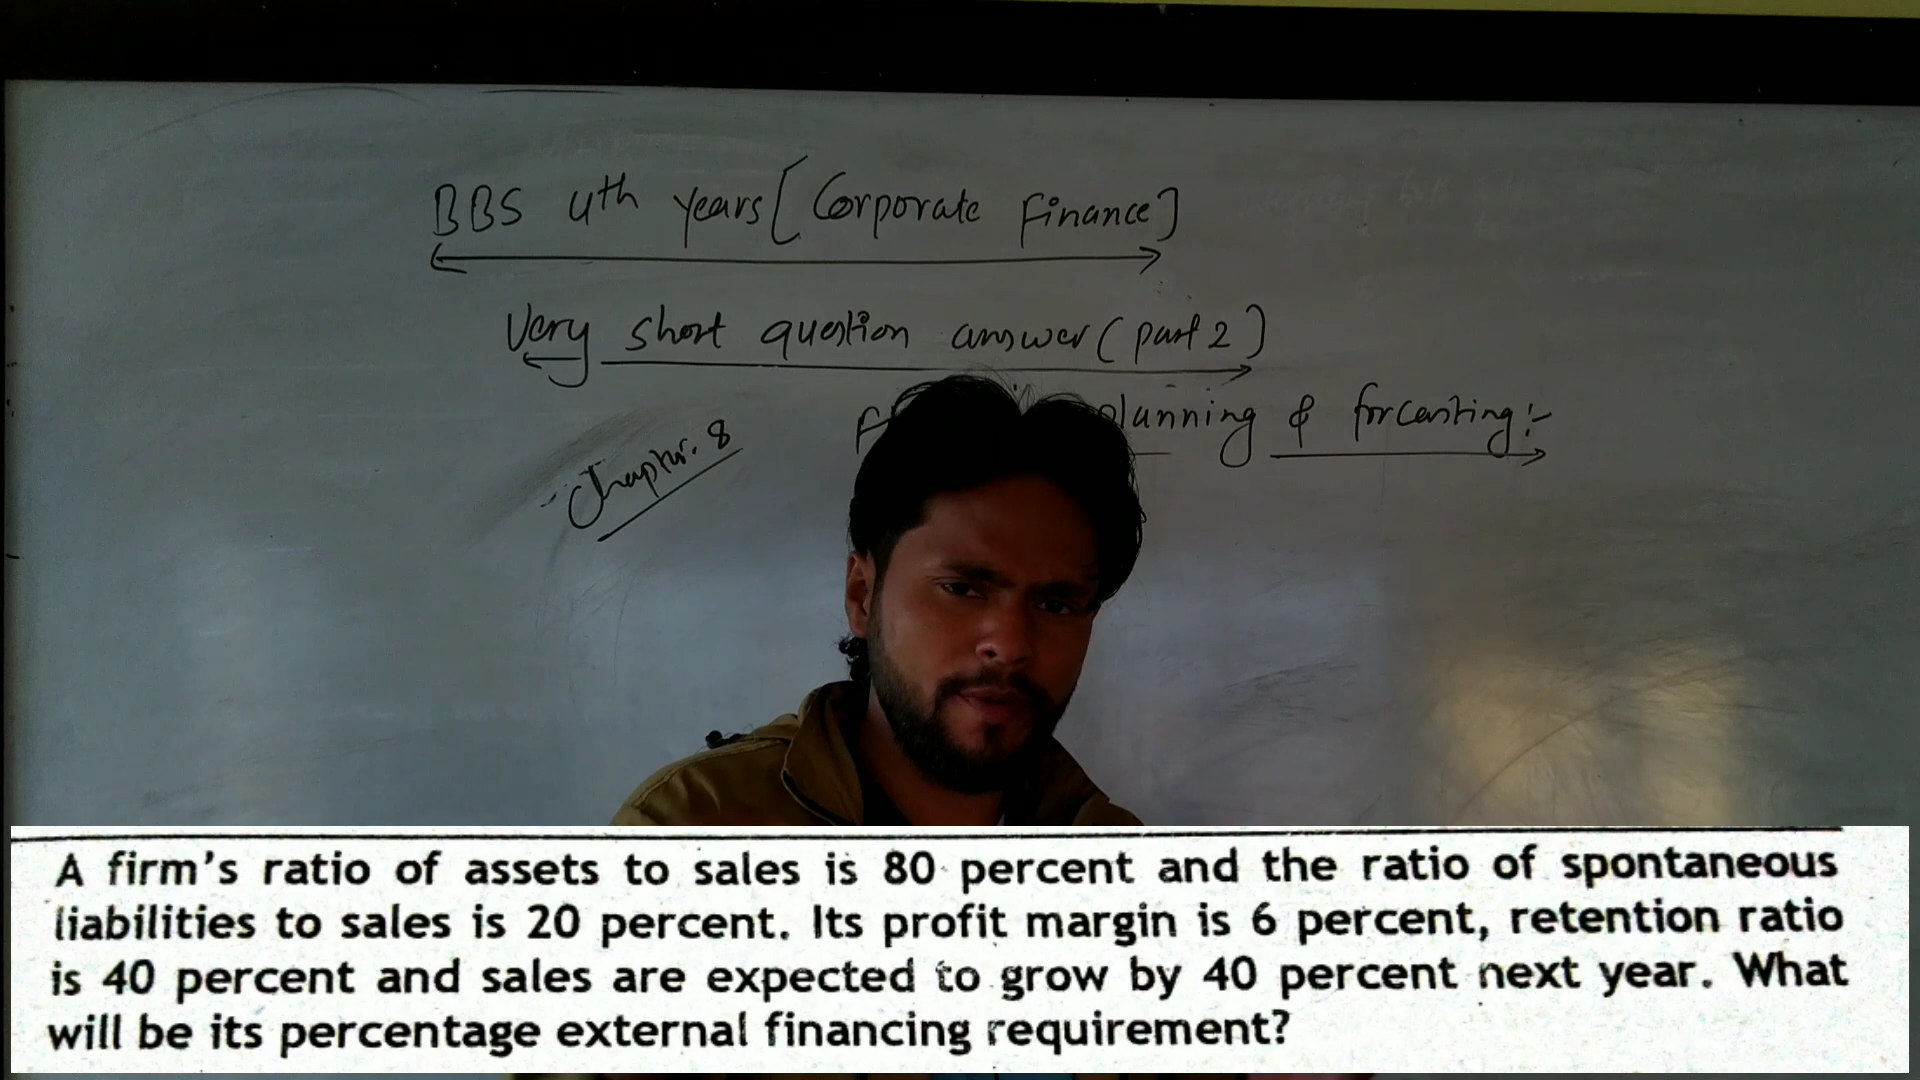 BBS 4th years [Corporate Finance]
Very short question answer (part 2)
planning & forcasting:-
Chapter. 8
A firm's ratio of assets to sales is 80 percent and the ratio of spontaneous
liabilities to sales is 20 percent. Its profit margin is 6 percent, retention ratio
is 40 percent and sales are expected to grow by 40 percent next year. What
will be its percentage external financing requirement?